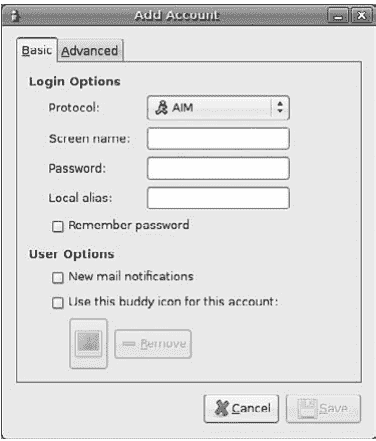 Add Account
Basic Advanced
Login Options
Protocol: AIM
Screen name:
Password:
Local alias:
Remember password
User Options
New mail notifications
Use this buddy icon for this account:
Remove
Cancel Save